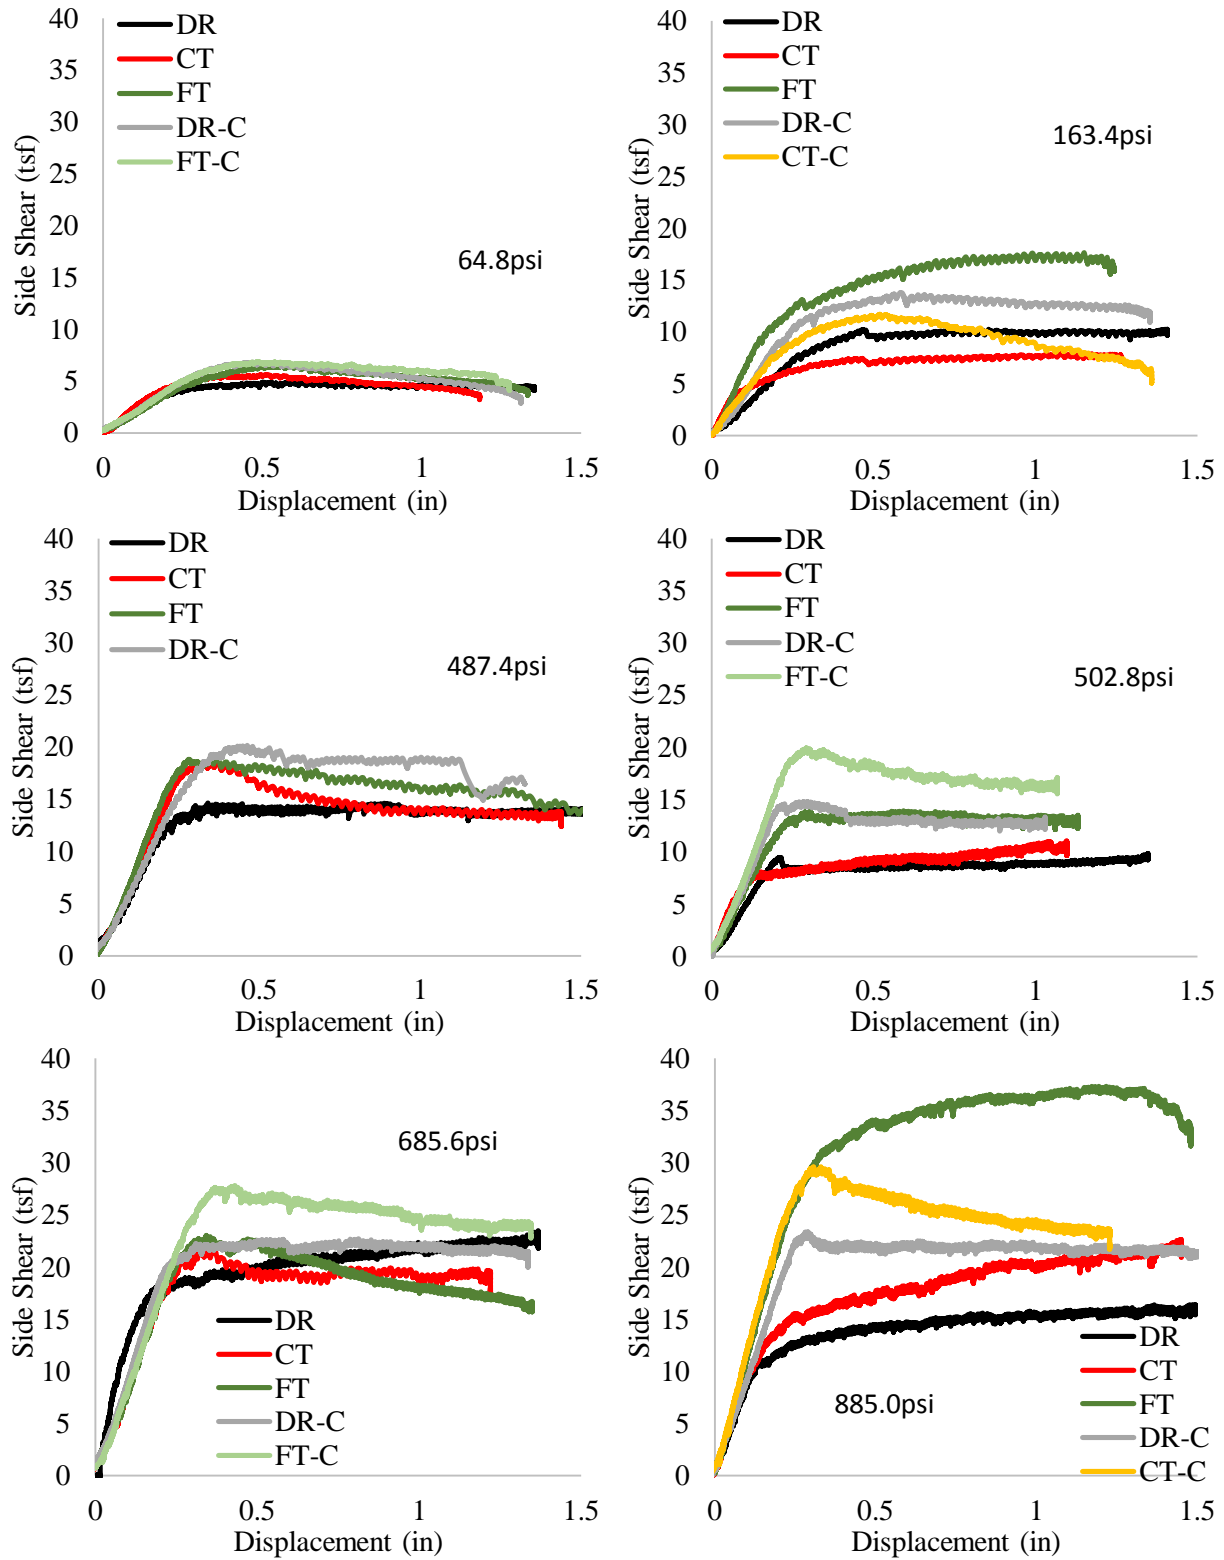 40
35
30
25
20
15
10
5
0
Side Shear (tsf)
DR
CT
FT
DR-C
FT-C
64.8psi
0 0.5 1 1.5
Displacement (in)
40
35
30
25
20
15
10
5
0
Side Shear (tsf)
DR
CT
FT
DR-C
CT-C
163.4psi
0 0.5 1 1.5
Displacement (in)
40
35
30
25
20
15
10
5
0
Side Shear (tsf)
DR
CT
FT
DR-C
487.4psi
0 0.5 1 1.5
Displacement (in)
40
35
30
25
20
15
10
5
0
Side Shear (tsf)
DR
CT
FT
DR-C
FT-C
502.8psi
0 0.5 1 1.5
Displacement (in)
40
35
30
25
20
15
10
5
0
Side Shear (tsf)
685.6psi
DR
CT
FT
DR-C
FT-C
0 0.5 1 1.5
Displacement (in)
40
35
30
25
20
15
10
5
0
Side Shear (tsf)
885.0psi
DR
CT
FT
DR-C
CT-C
0 0.5 1 1.5
Displacement (in)